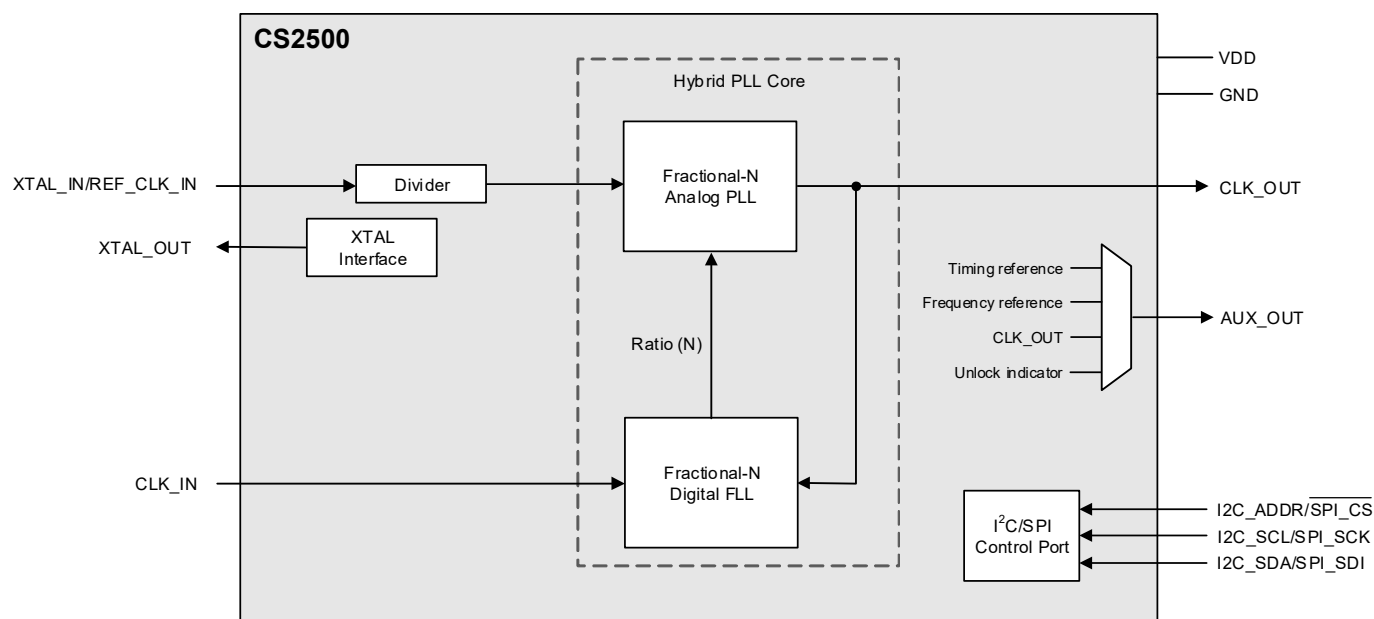 CS2500
Hybrid PLL Core
VDD
GND
XTAL_IN/REF_CLK_IN
Divider
Fractional-N
Analog PLL
CLK_OUT
XTAL_OUT
XTAL
Interface
Timing reference
Frequency reference
CLK_OUT
Unlock indicator
AUX_OUT
Ratio (N)
CLK_IN
Fractional-N
Digital FLL
I²C/SPI
Control Port
I2C_ADDR/SPI_CS
I2C_SCL/SPI_SCK
I2C_SDA/SPI_SDI